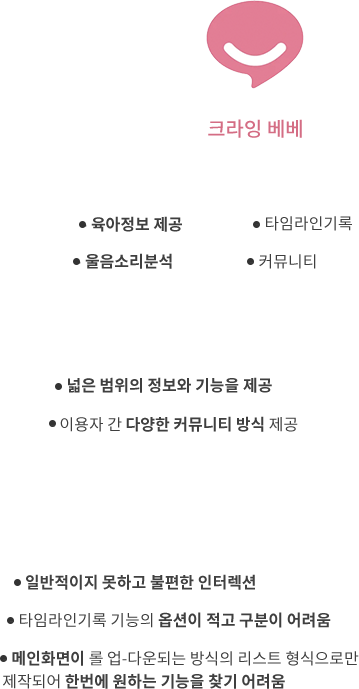 크라잉 베베
● 육아정보 제공 ● 타임라인기록
● 울음소리분석 ● 커뮤니티
● 넓은 범위의 정보와 기능을 제공
● 이용자 간 다양한 커뮤니티 방식 제공
● 일반적이지 못하고 불편한 인터렉션
● 타임라인기록 기능의 옵션이 적고 구분이 어려움
● 메인화면이 롤 업-다운되는 방식의 리스트 형식으로만
제작되어 한번에 원하는 기능을 찾기 어려움